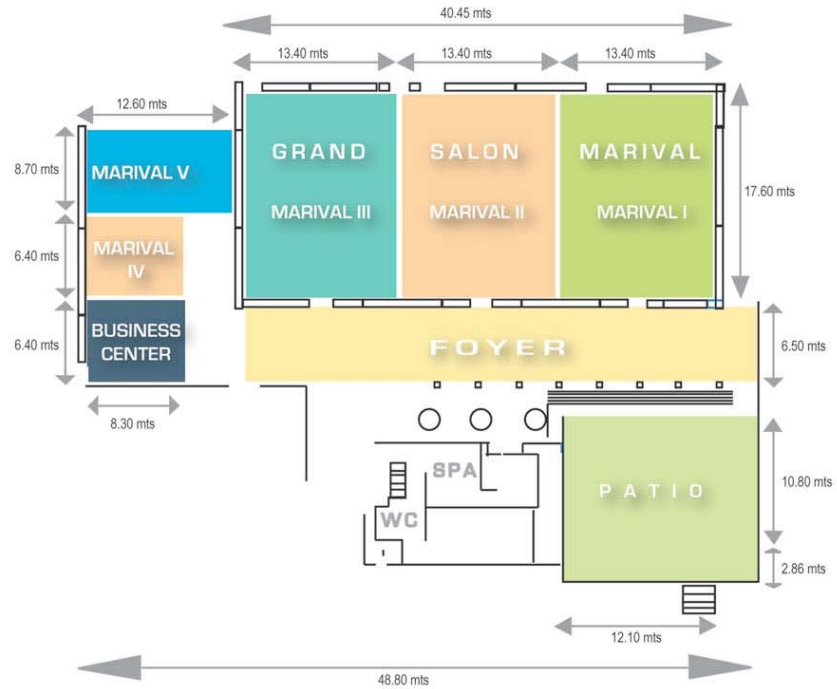 40.45 mts
13.40 mts
13.40 mts
13.40 mts
12.60 mts
8.70 mts
6.40 mts
6.40 mts
8.30 mts
MARIVAL V
MARIVAL
IV
BUSINESS
CENTER
GRAND
SALON
MARIVAL
MARIVAL III
MARIVAL II
MARIVAL I
17.60 mts
FOYER
6.50 mts
SPA
WC
PATIO
10.80 mts
2.86 mts
12.10 mts
48.80 mts